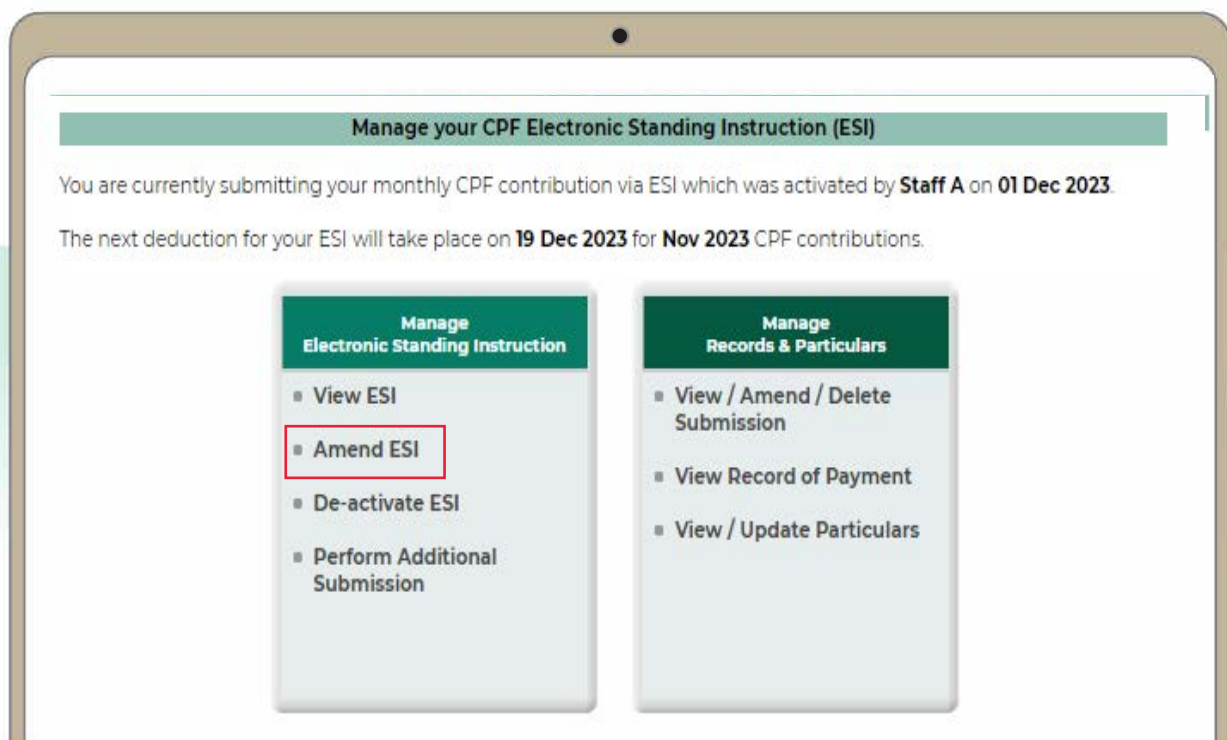 Manage your CPF Electronic Standing Instruction (ESI)
You are currently submitting your monthly CPF contribution via ESI which was activated by Staff A on 01 Dec 2023.
The next deduction for your ESI will take place on 19 Dec 2023 for Nov 2023 CPF contributions.
Manage
Electronic Standing Instruction
View ESI
Amend ESI
De-activate ESI
Perform Additional
Submission
Manage
Records & Particulars
View / Amend / Delete
Submission
View Record of Payment
View / Update Particulars